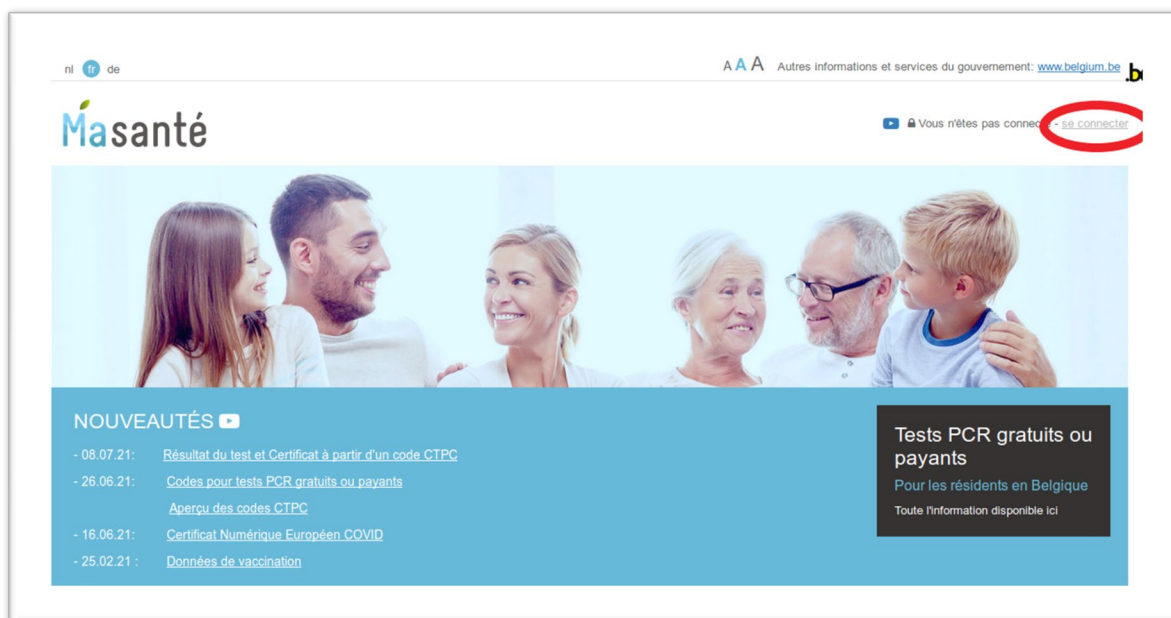 nl fr de
A A A Autres informations et services du gouvernement: www.belgium.be
Masanté
Vous n'êtes pas connecté - se connecter
NOUVEAUTÉS
- 08.07.21: Résultat du test et Certificat à partir d'un code CTPC
- 26.06.21: Codes pour tests PCR gratuits ou payants
Aperçu des codes CTPC
- 16.06.21: Certificat Numérique Européen COVID
- 25.02.21 : Données de vaccination
Tests PCR gratuits ou
payants
Pour les résidents en Belgique
Toute l'information disponible ici